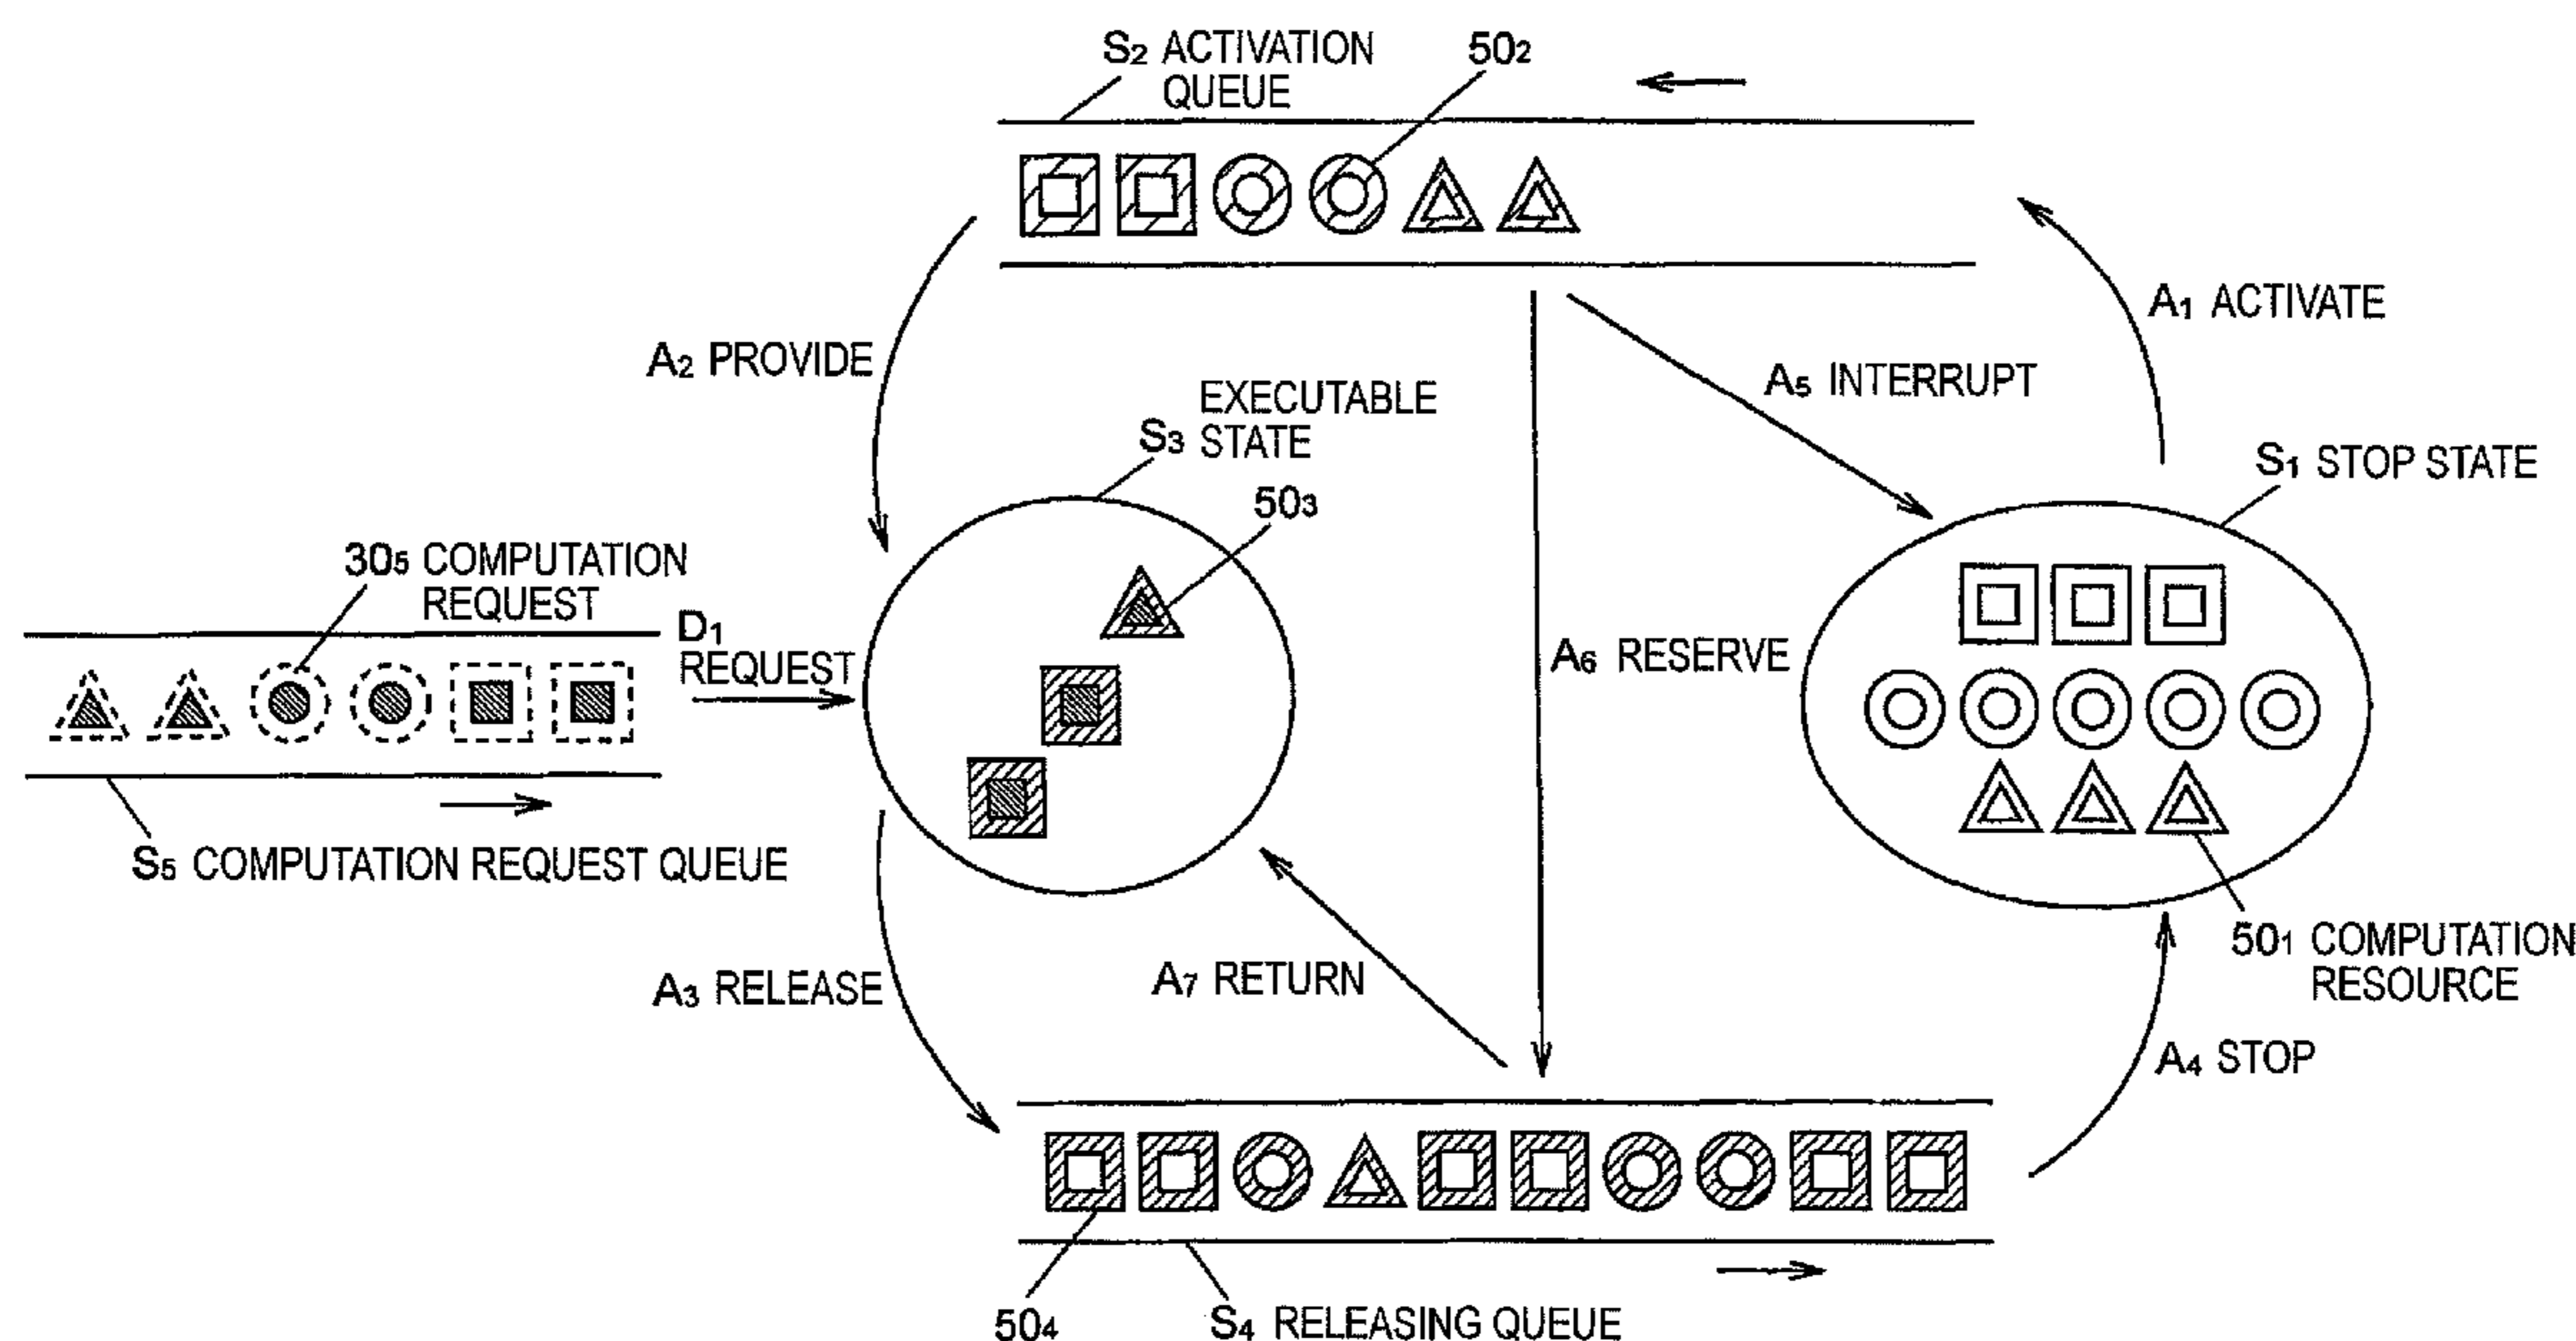 S2 ACTIVATION
QUEUE
502
A1 ACTIVATE
A2 PROVIDE
A5 INTERRUPT
EXECUTABLE
S3 STATE
S1 STOP STATE
503
305 COMPUTATION
REQUEST
D1
REQUEST
A6 RESERVE
S5 COMPUTATION REQUEST QUEUE
501 COMPUTATION
RESOURCE
A3 RELEASE
A7 RETURN
A4 STOP
504
S4 RELEASING QUEUE